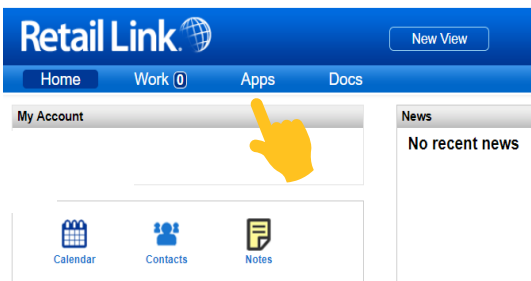 Retail Link.
New View
Home Work 0 Apps Docs
My Account
News
No recent news
Calendar Contacts Notes